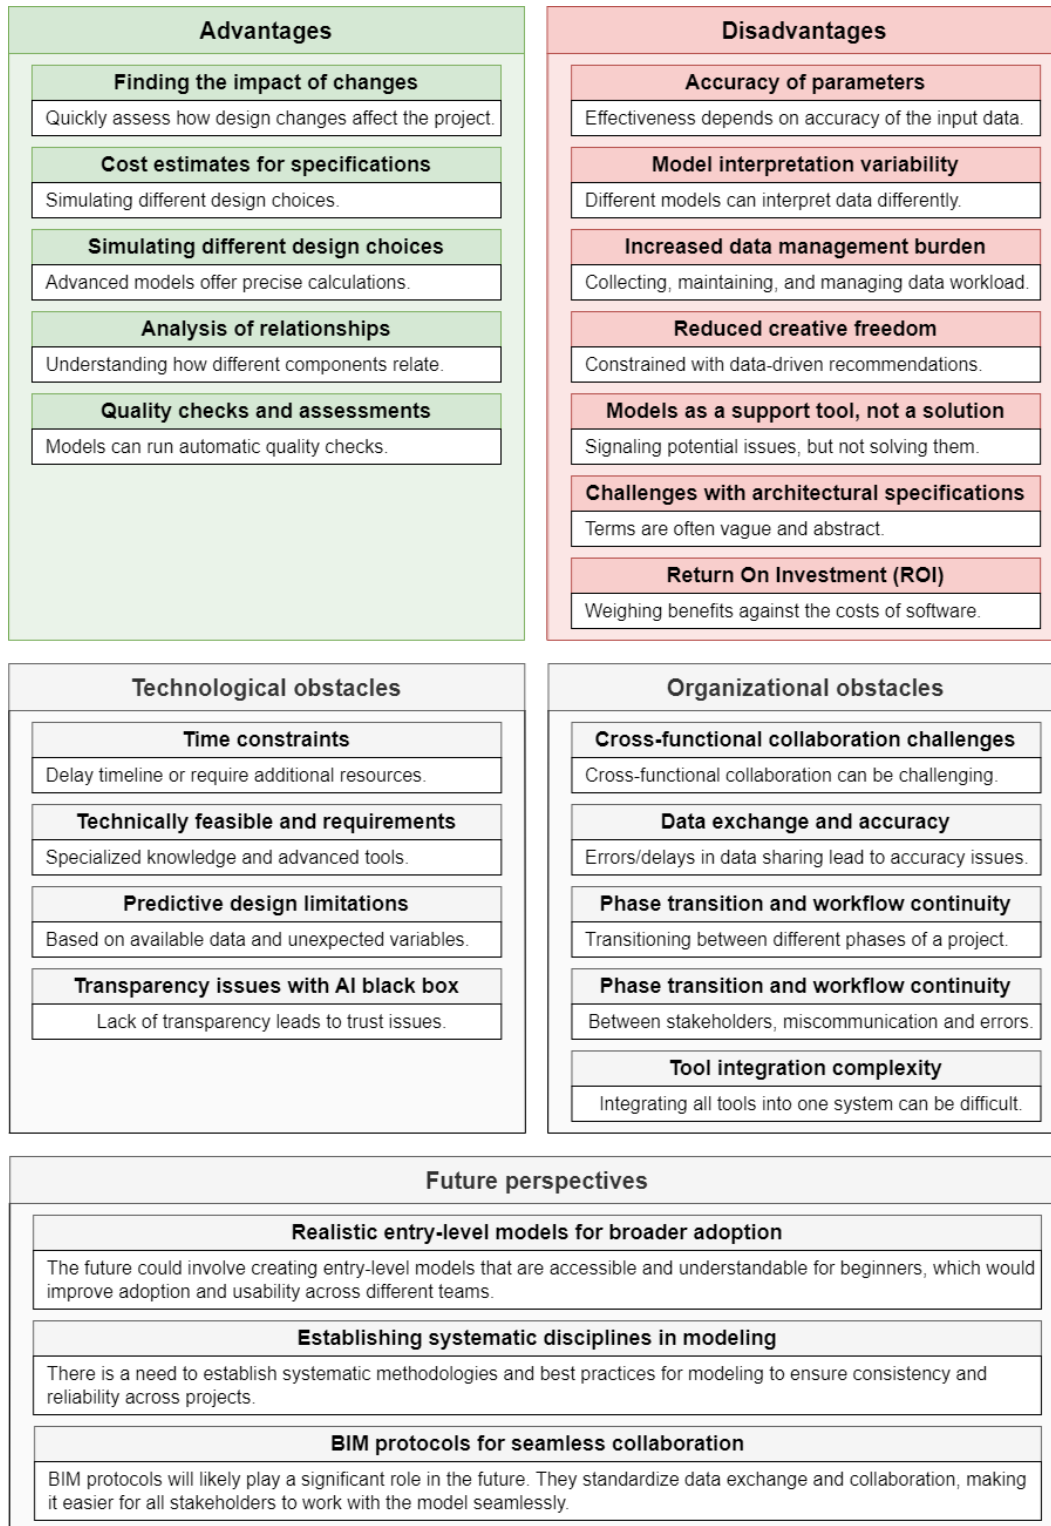 Advantages
Finding the impact of changes
Quickly assess how design changes affect the project.
Cost estimates for specifications
Simulating different design choices.
Simulating different design choices
Advanced models offer precise calculations.
Analysis of relationships
Understanding how different components relate.
Quality checks and assessments
Models can run automatic quality checks.
Disadvantages
Accuracy of parameters
Effectiveness depends on accuracy of the input data.
Model interpretation variability
Different models can interpret data differently.
Increased data management burden
Collecting, maintaining, and managing data workload.
Reduced creative freedom
Constrained with data-driven recommendations.
Models as a support tool, not a solution
Signaling potential issues, but not solving them.
Challenges with architectural specifications
Terms are often vague and abstract.
Return On Investment (ROI)
Weighing benefits against the costs of software.
Technological obstacles
Time constraints
Delay timeline or require additional resources.
Technically feasible and requirements
Specialized knowledge and advanced tools.
Predictive design limitations
Based on available data and unexpected variables.
Transparency issues with AI black box
Lack of transparency leads to trust issues.
Organizational obstacles
Cross-functional collaboration challenges
Cross-functional collaboration can be challenging.
Data exchange and accuracy
Errors/delays in data sharing lead to accuracy issues.
Phase transition and workflow continuity
Transitioning between different phases of a project.
Phase transition and workflow continuity
Between stakeholders, miscommunication and errors.
Tool integration complexity
Integrating all tools into one system can be difficult.
Future perspectives
Realistic entry-level models for broader adoption
The future could involve creating entry-level models that are accessible and understandable for beginners, which would
improve adoption and usability across different teams.
Establishing systematic disciplines in modeling
There is a need to establish systematic methodologies and best practices for modeling to ensure consistency and
reliability across projects.
BIM protocols for seamless collaboration
BIM protocols will likely play a significant role in the future. They standardize data exchange and collaboration, making
it easier for all stakeholders to work with the model seamlessly.